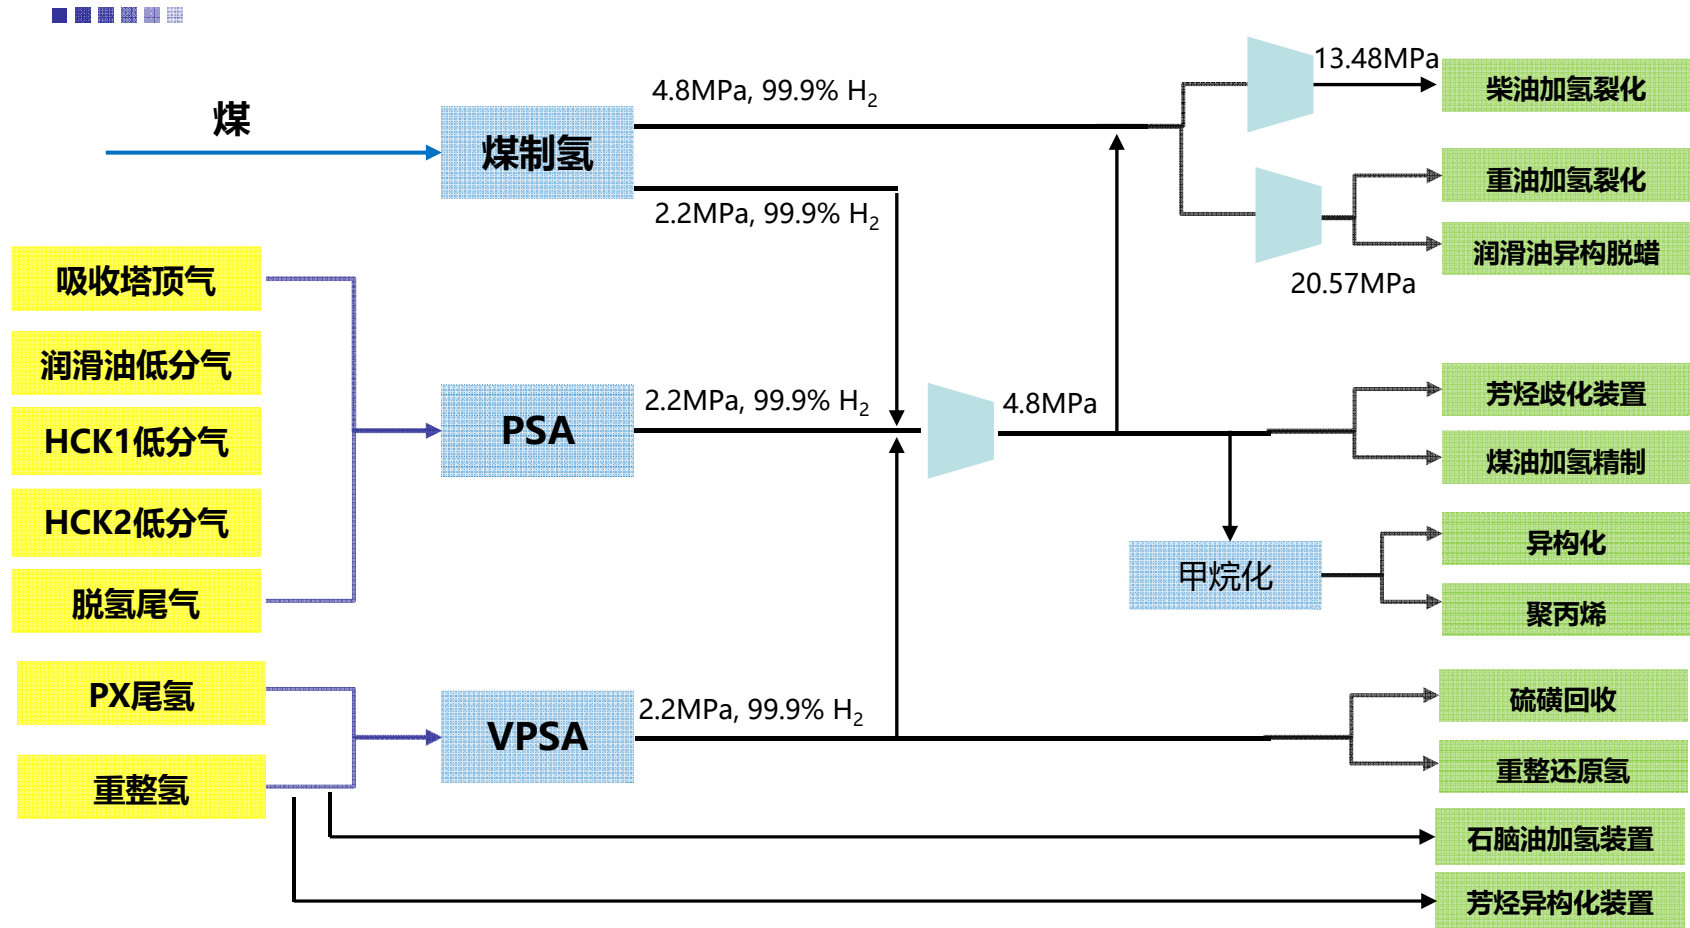 煤
煤制氢
4.8MPa, 99.9% H₂
2.2MPa, 99.9% H₂
13.48MPa
柴油加氢裂化
重油加氢裂化
润滑油异构脱蜡
20.57MPa
吸收塔顶气
润滑油低分气
HCK1低分气
HCK2低分气
脱氢尾气
PSA
2.2MPa, 99.9% H₂
4.8MPa
芳烃歧化装置
煤油加氢精制
甲烷化
异构化
聚丙烯
PX尾氢
重整氢
VPSA
2.2MPa, 99.9% H₂
硫磺回收
重整还原氢
石脑油加氢装置
芳烃异构化装置